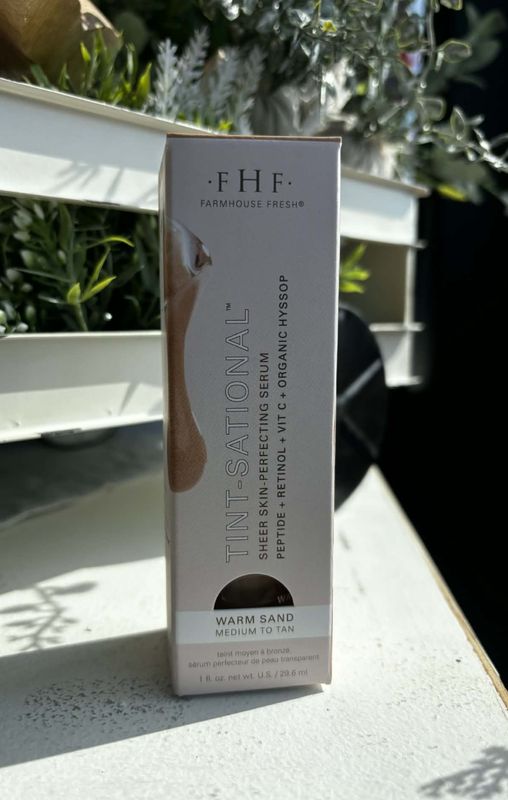 ·FHF·
FARMHOUSE FRESH®
TINT-SATIONAL™
SHEER SKIN-PERFECTING SERUM
PEPTIDE + RETINOL + VIT C + ORGANIC HYSSOP
WARM SAND
MEDIUM TO TAN
teint moyen à bronzé,
sérum perfecteur de peau transparent
1 fl. oz. net wt. U.S. / 29.6 ml